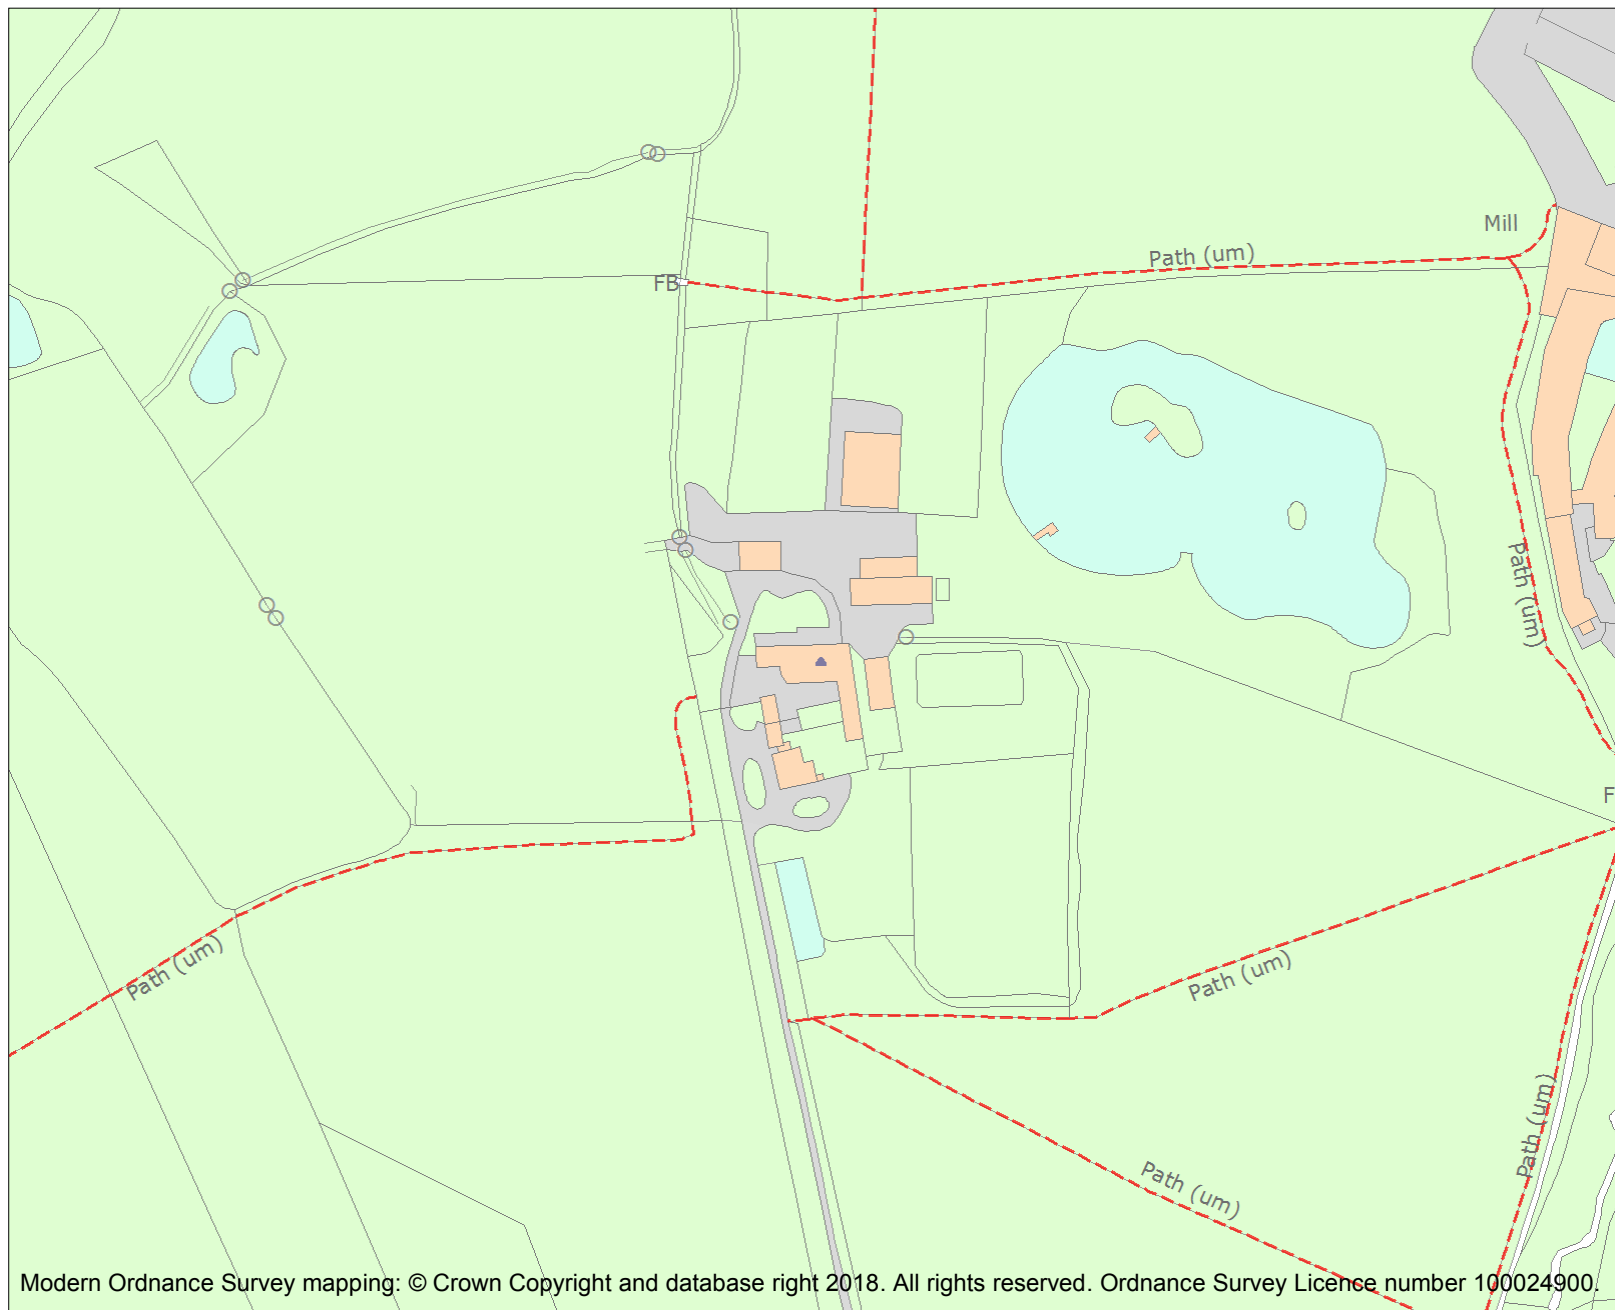 Mill
Path (um)
FB
Path (um)
F
Path (um)
Path (um)
Path (um)
Path (um)
Modern Ordnance Survey mapping: © Crown Copyright and database right 2018. All rights reserved. Ordnance Survey License number 100024900.